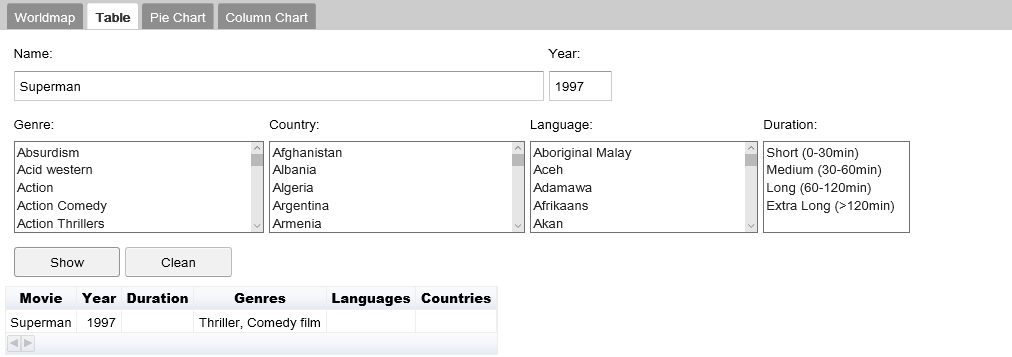 Worldmap Table Pie Chart Column Chart
Name: Year:
Superman 1997
Genre: Country: Language: Duration:
Absurdism Afghanistan Aboriginal Malay Short (0-30min)
Acid western Albania Aceh Medium (30-60min)
Action Algeria Adamawa Long (60-120min)
Action Comedy Argentina Afrikaans Extra Long (>120min)
Action Thrillers Armenia Akan
Show Clean
Movie Year Duration Genres Languages Countries
Superman 1997 Thriller, Comedy film